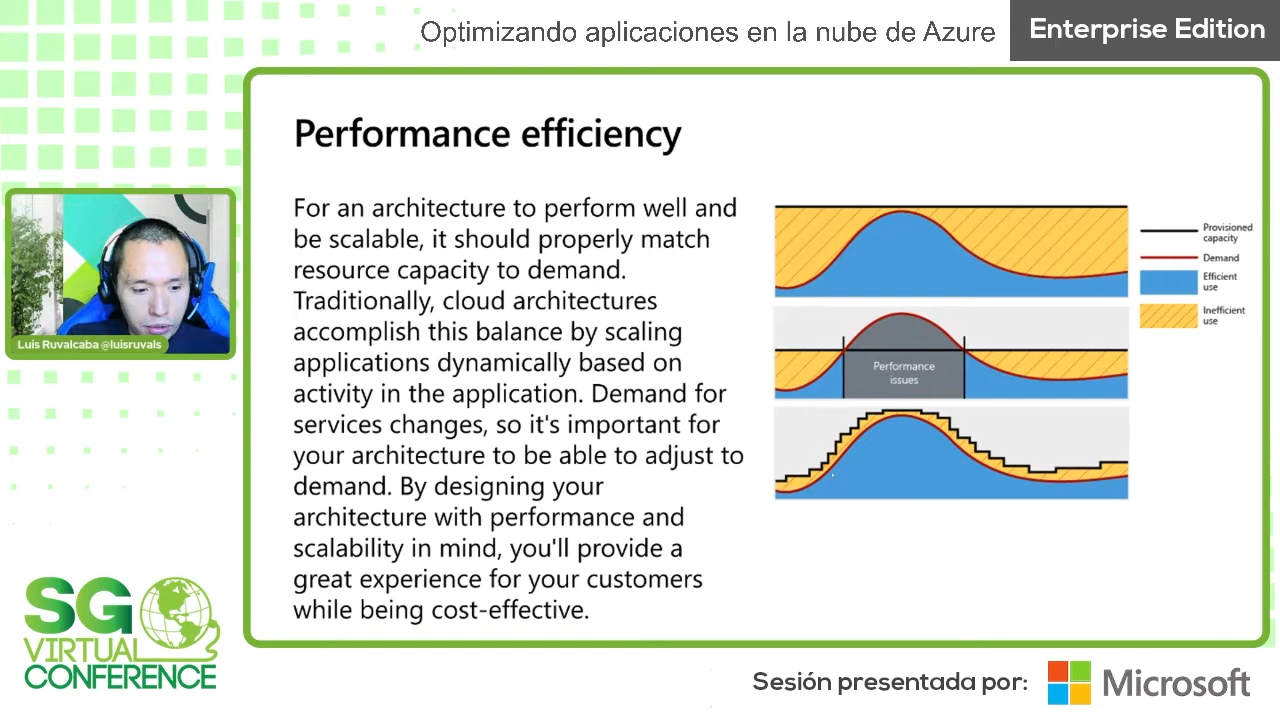 Optimizando aplicaciones en la nube de Azure
Enterprise Edition
Performance efficiency
For an architecture to perform well and
be scalable, it should properly match
resource capacity to demand.
Traditionally, cloud architectures
accomplish this balance by scaling
applications dynamically based on
activity in the application. Demand for
services changes, so it's important for
your architecture to be able to adjust to
demand. By designing your
architecture with performance and
scalability in mind, you'll provide a
great experience for your customers
while being cost-effective.
Performance
issues
Provisioned
capacity
Demand
Efficient
use
Inefficient
use
Luis Ruvalcaba @luisruvals
SG
VIRTUAL
CONFERENCE
Sesión presentada por:
Microsoft